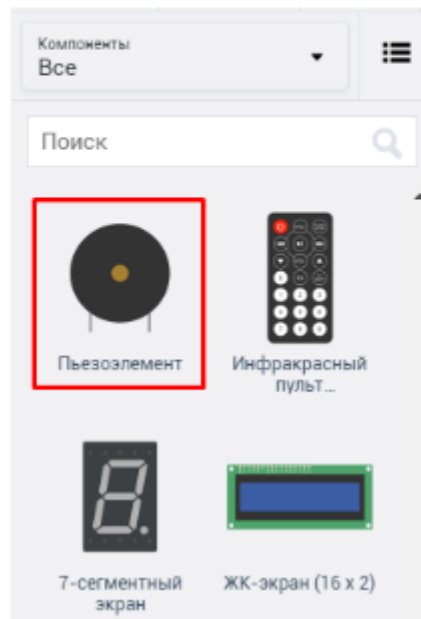 Компоненты
Все
Поиск
Пьезоэлемент
Инфракрасный
пульт...
7-сегментный
экран
ЖК-экран (16 x 2)